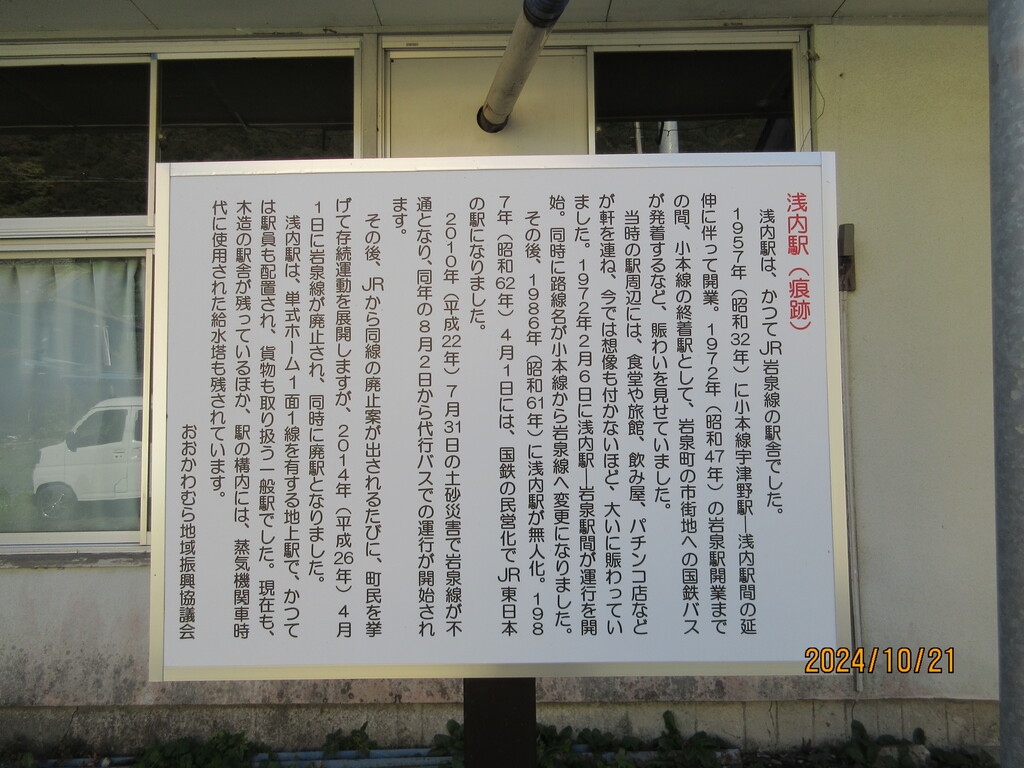 浅内駅（痕跡）
浅内駅は、かつてJR岩泉線の駅舎でした。
1957年（昭和32年）に小本線宇津野駅―浅内駅間の延
伸に伴って開業。1972年（昭和47年）の岩泉駅開業まで
の間、小本線の終着駅として、岩泉町の市街地への国鉄バス
が発着するなど、賑わいを見せていました。
当時の駅周辺には、食堂や旅館、飲み屋、パチンコ店など
が軒を連ね、今では想像も付かないほど、大いに賑わってい
ました。1972年2月6日に浅内駅―岩泉駅間が運行を開
始。同時に路線名が小本線から岩泉線へ変更になりました。
その後、1986年（昭和61年）に浅内駅が無人化。198
7年（昭和62年）4月1日には、国鉄の民営化でJR東日本
の駅になりました。
2010年（平成22年）7月31日の土砂災害で岩泉線が不
通となり、同年の8月2日から代行バスでの運行が開始され
ます。
その後、JRから同線の廃止案が出されるたびに、町民を挙
げて存続運動を展開しますが、2014年（平成26年）4月
1日に岩泉線が廃止され、同時に廃駅となりました。
浅内駅は、単式ホーム1面1線を有する地上駅で、かつて
は駅員も配置され、貨物も取り扱う一般駅でした。現在も、
木造の駅舎が残っているほか、駅の構内には、蒸気機関車時
代に使用された給水塔も残されています。
おおかわむら地域振興協議会
2024/10/21